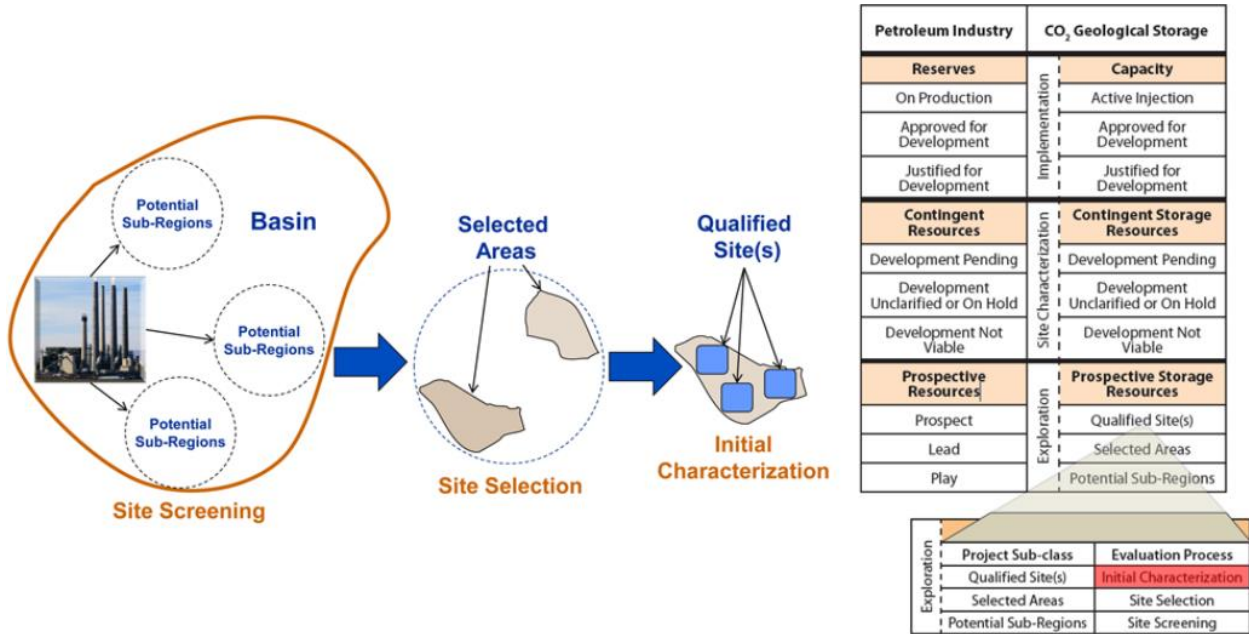 Potential
Sub-Regions
Basin
Potential
Sub-Regions
Potential
Sub-Regions
Site Screening
Selected
Areas
Site Selection
Qualified
Site(s)
Initial
Characterization
Petroleum Industry
CO₂ Geological Storage
Reserves
Capacity
On Production
Active Injection
Approved for
Development
Approved for
Development
Justified for
Development
Justified for
Development
Implementation
Contingent
Resources
Contingent Storage
Resources
Development Pending
Development Pending
Development
Unclarified or On Hold
Development
Unclarified or On Hold
Development Not
Viable
Development Not
Viable
Site Characterization
Prospective
Resources
Prospective Storage
Resources
Prospect
Qualified Site(s)
Lead
Selected Areas
Play
Potential Sub-Regions
Exploration
Exploration
Project Sub-class
Evaluation Process
Qualified Site(s)
Initial Characterization
Selected Areas
Site Selection
Potential Sub-Regions
Site Screening